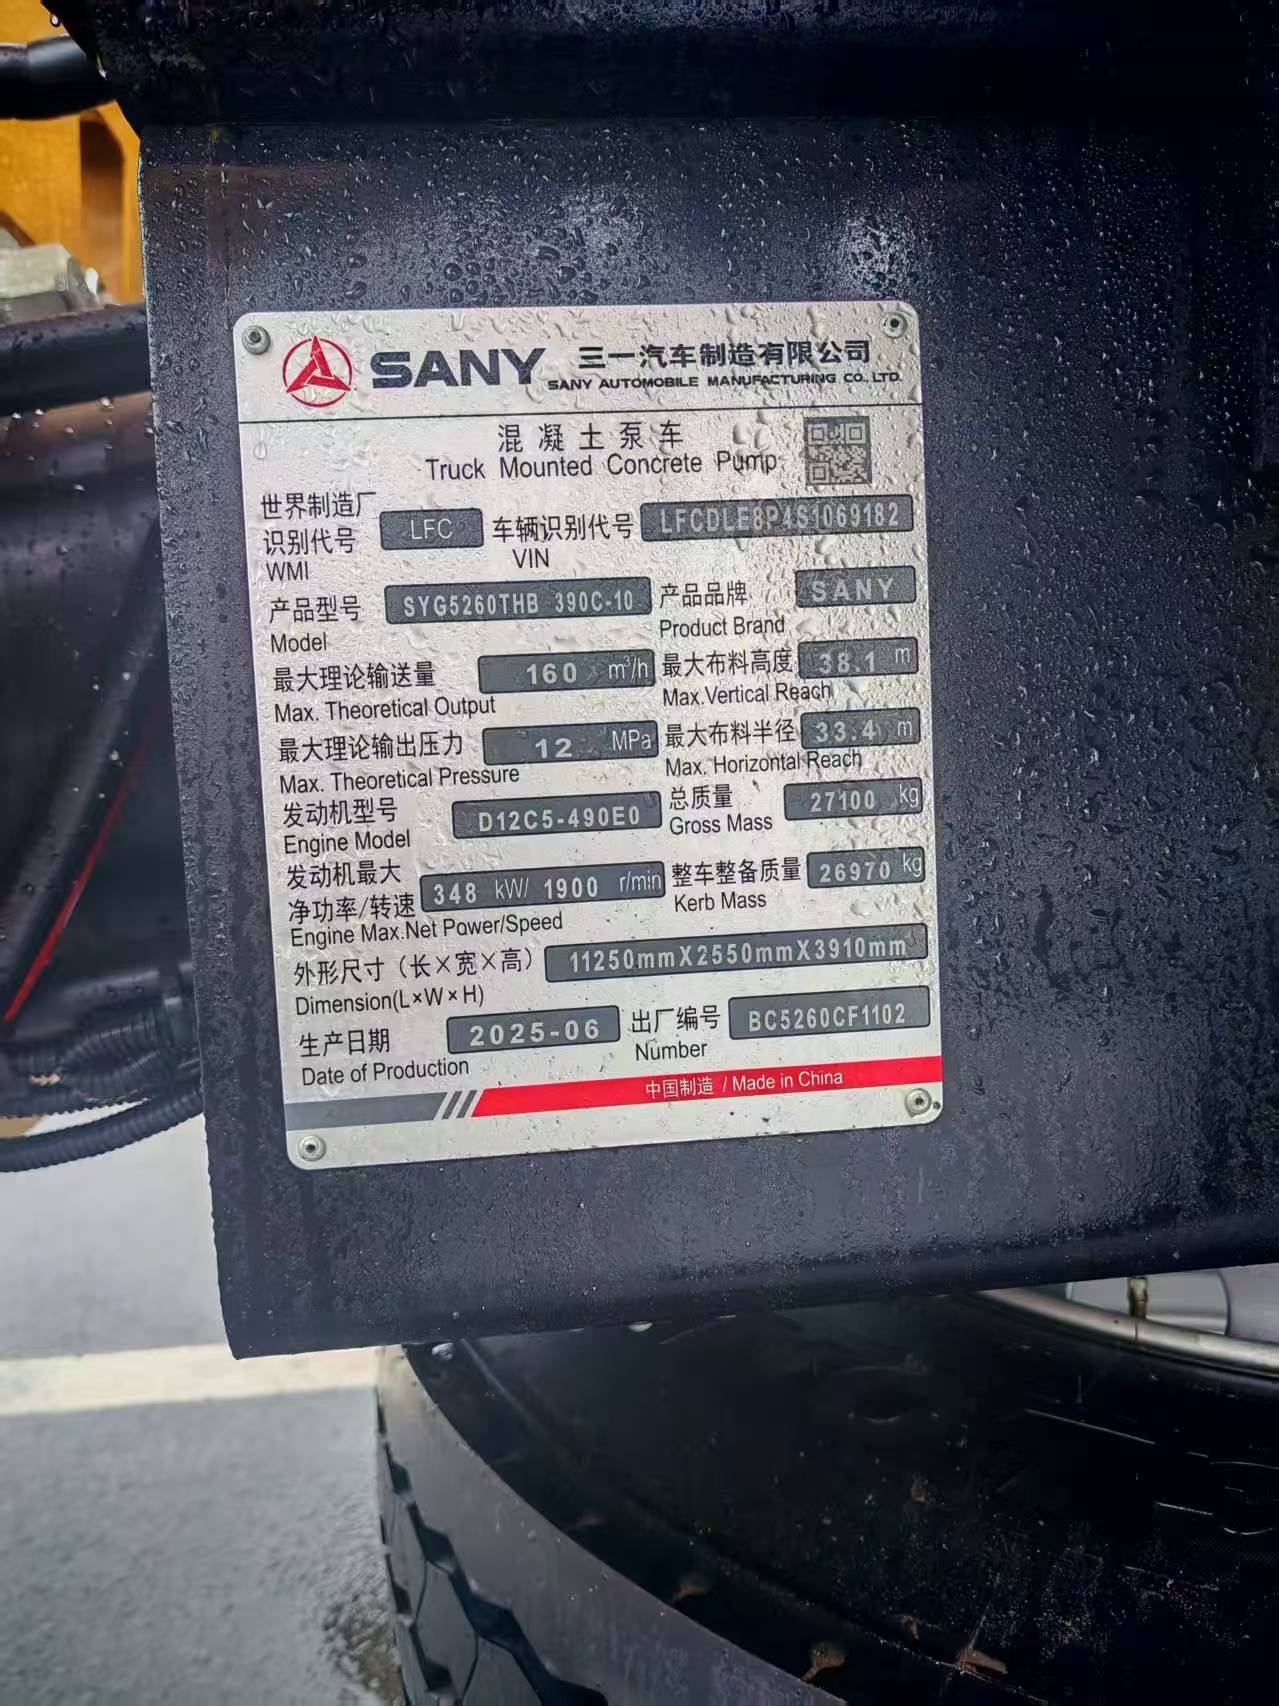 SANY 三一汽车制造有限公司
SANY AUTOMOBILE MANUFACTURING CO., LTD.
混凝土泵车
Truck Mounted Concrete Pump
世界制造厂识别代号 LFC 车辆识别代号 LFCDLE8P4S1069182
WMI VIN
产品型号 SYG5260THB 390C-10 产品品牌 SANY
Model Product Brand
最大理论输送量 160 m³/h 最大布料高度 38.1 m
Max. Theoretical Output Max.Vertical Reach
最大理论输出压力 12 MPa 最大布料半径 33.4 m
Max. Theoretical Pressure Max. Horizontal Reach
发动机型号 D12C5-490E0 总质量 27100 kg
Engine Model Gross Mass
发动机最大净功率/转速 348 kW/ 1900 r/min 整车整备质量 26970 kg
Engine Max.Net Power/Speed Kerb Mass
外形尺寸（长×宽×高） 11250mmX2550mmX3910mm
Dimension(L×W×H)
生产日期 2025-06 出厂编号 BC5260CF1102
Date of Production Number
中国制造 / Made in China